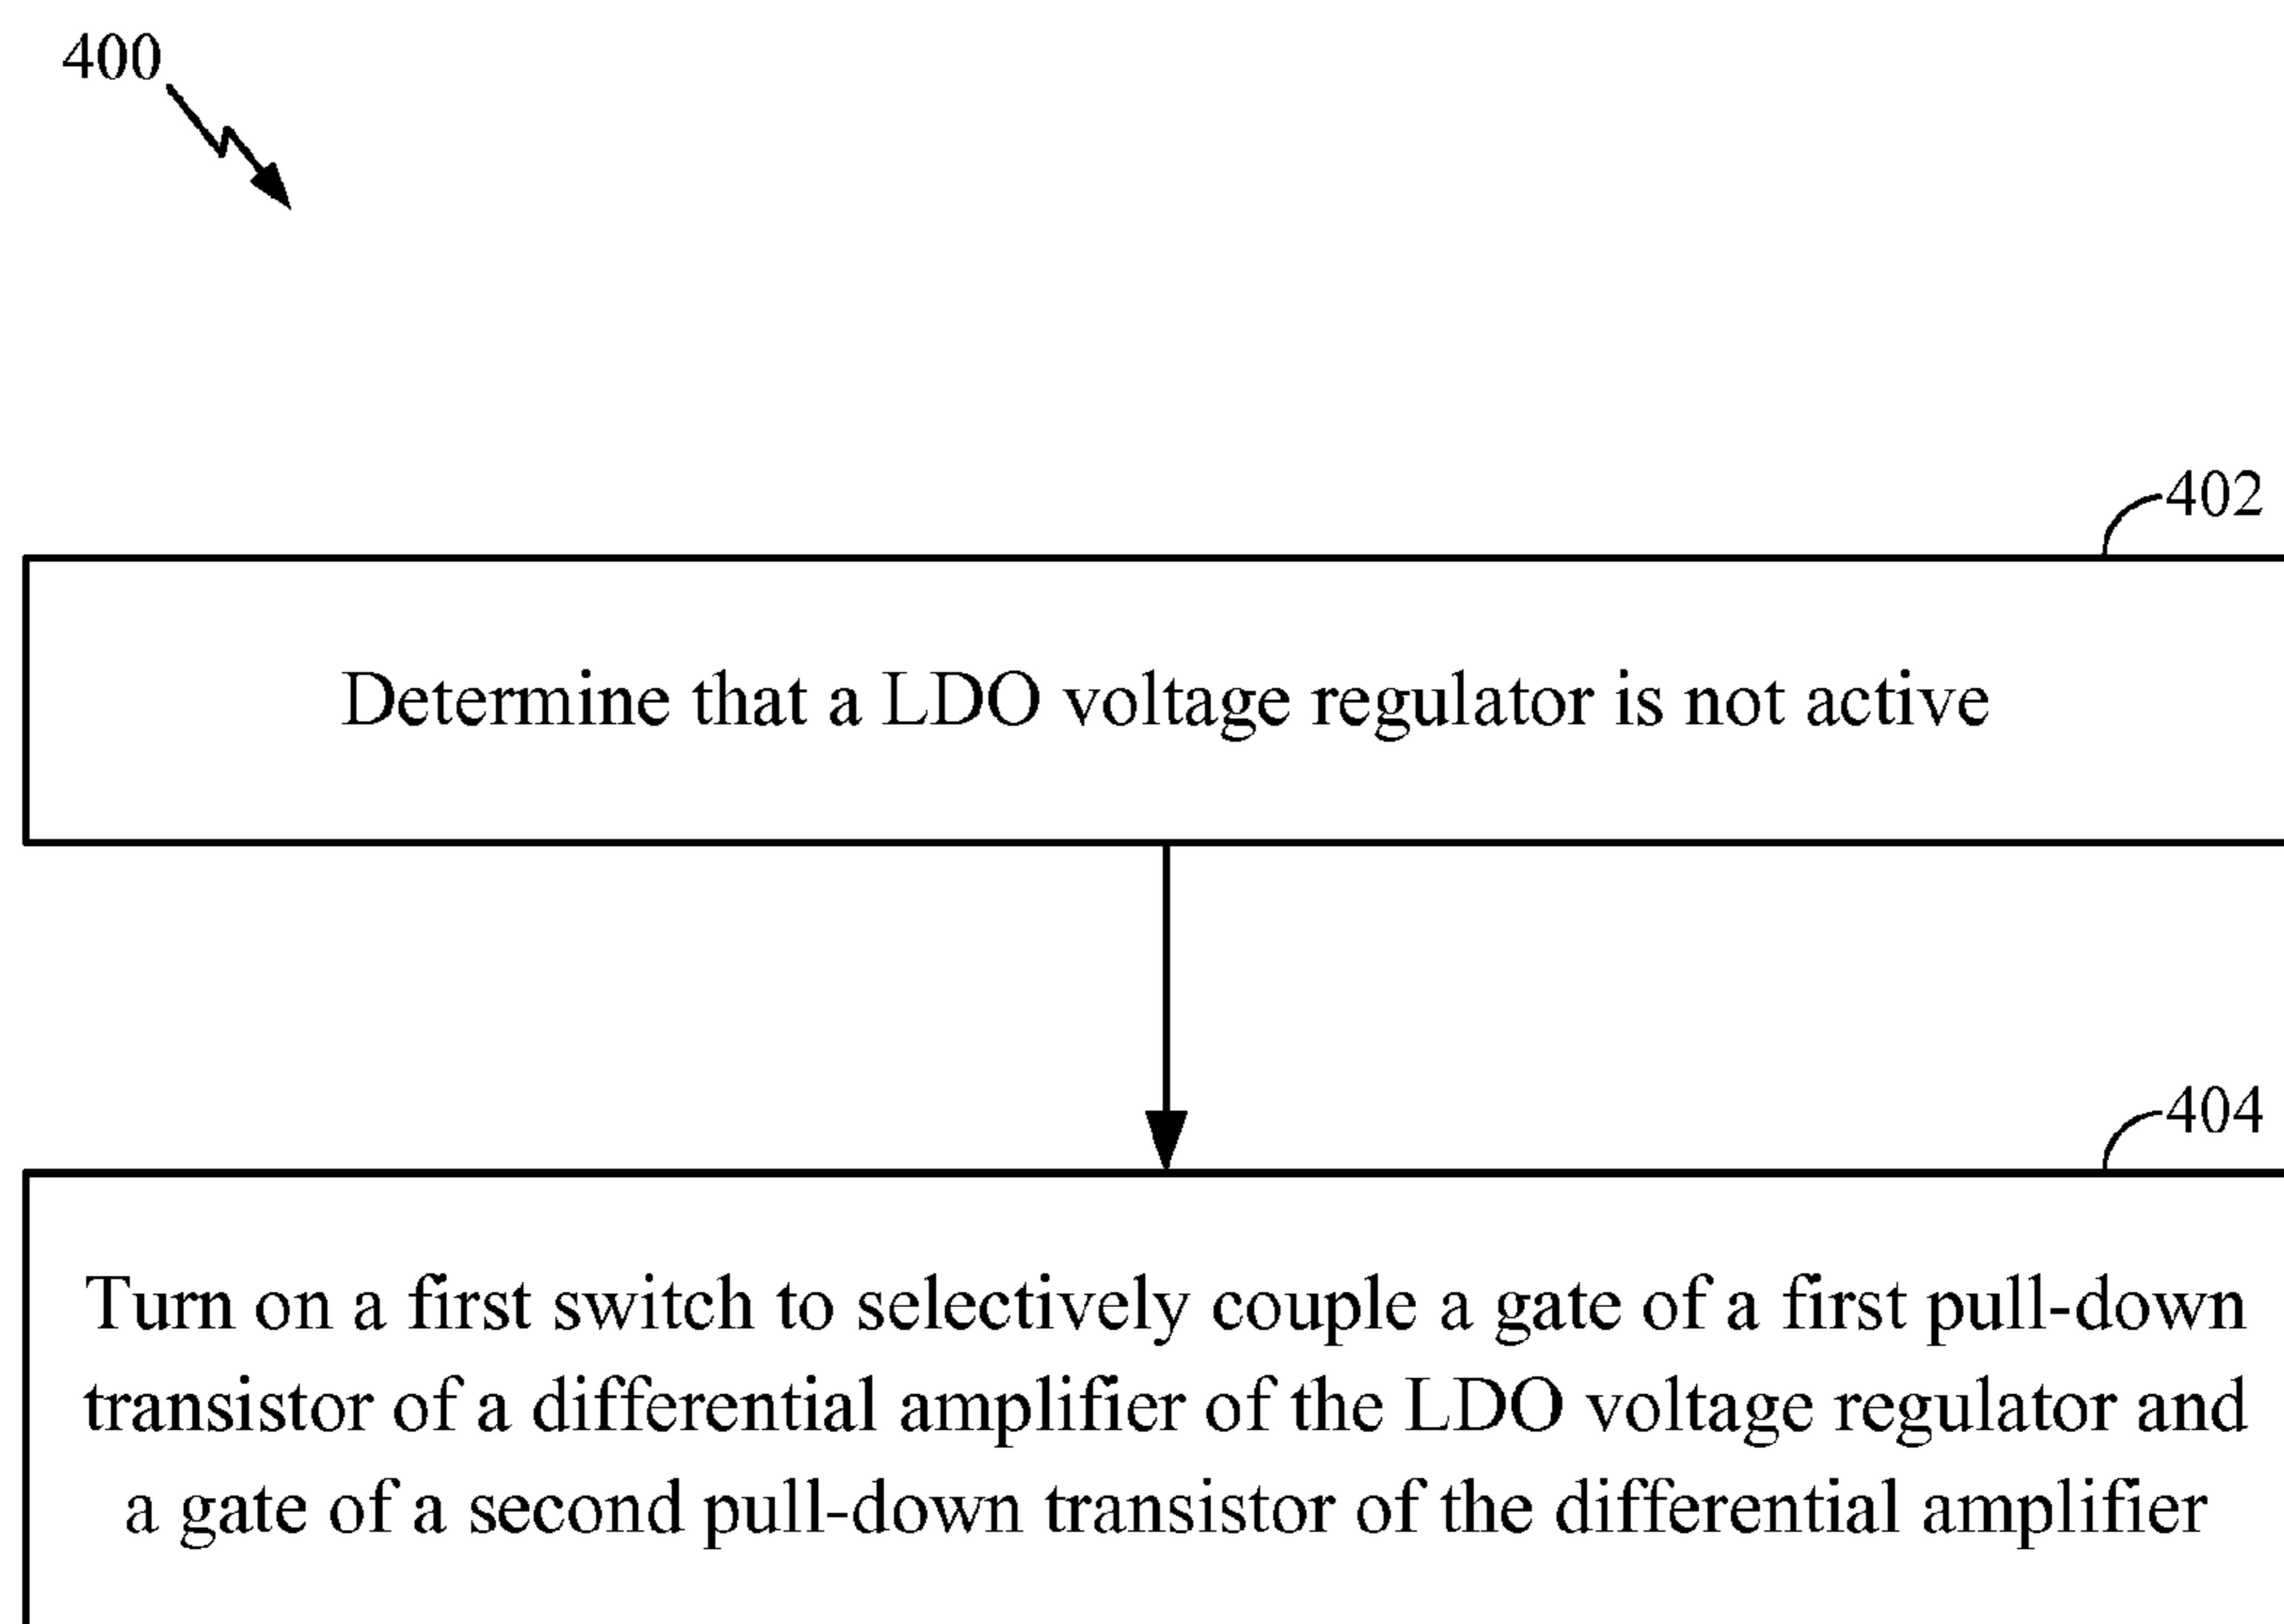 400
402
Determine that a LDO voltage regulator is not active
404
Turn on a first switch to selectively couple a gate of a first pull-down
transistor of a differential amplifier of the LDO voltage regulator and
a gate of a second pull-down transistor of the differential amplifier